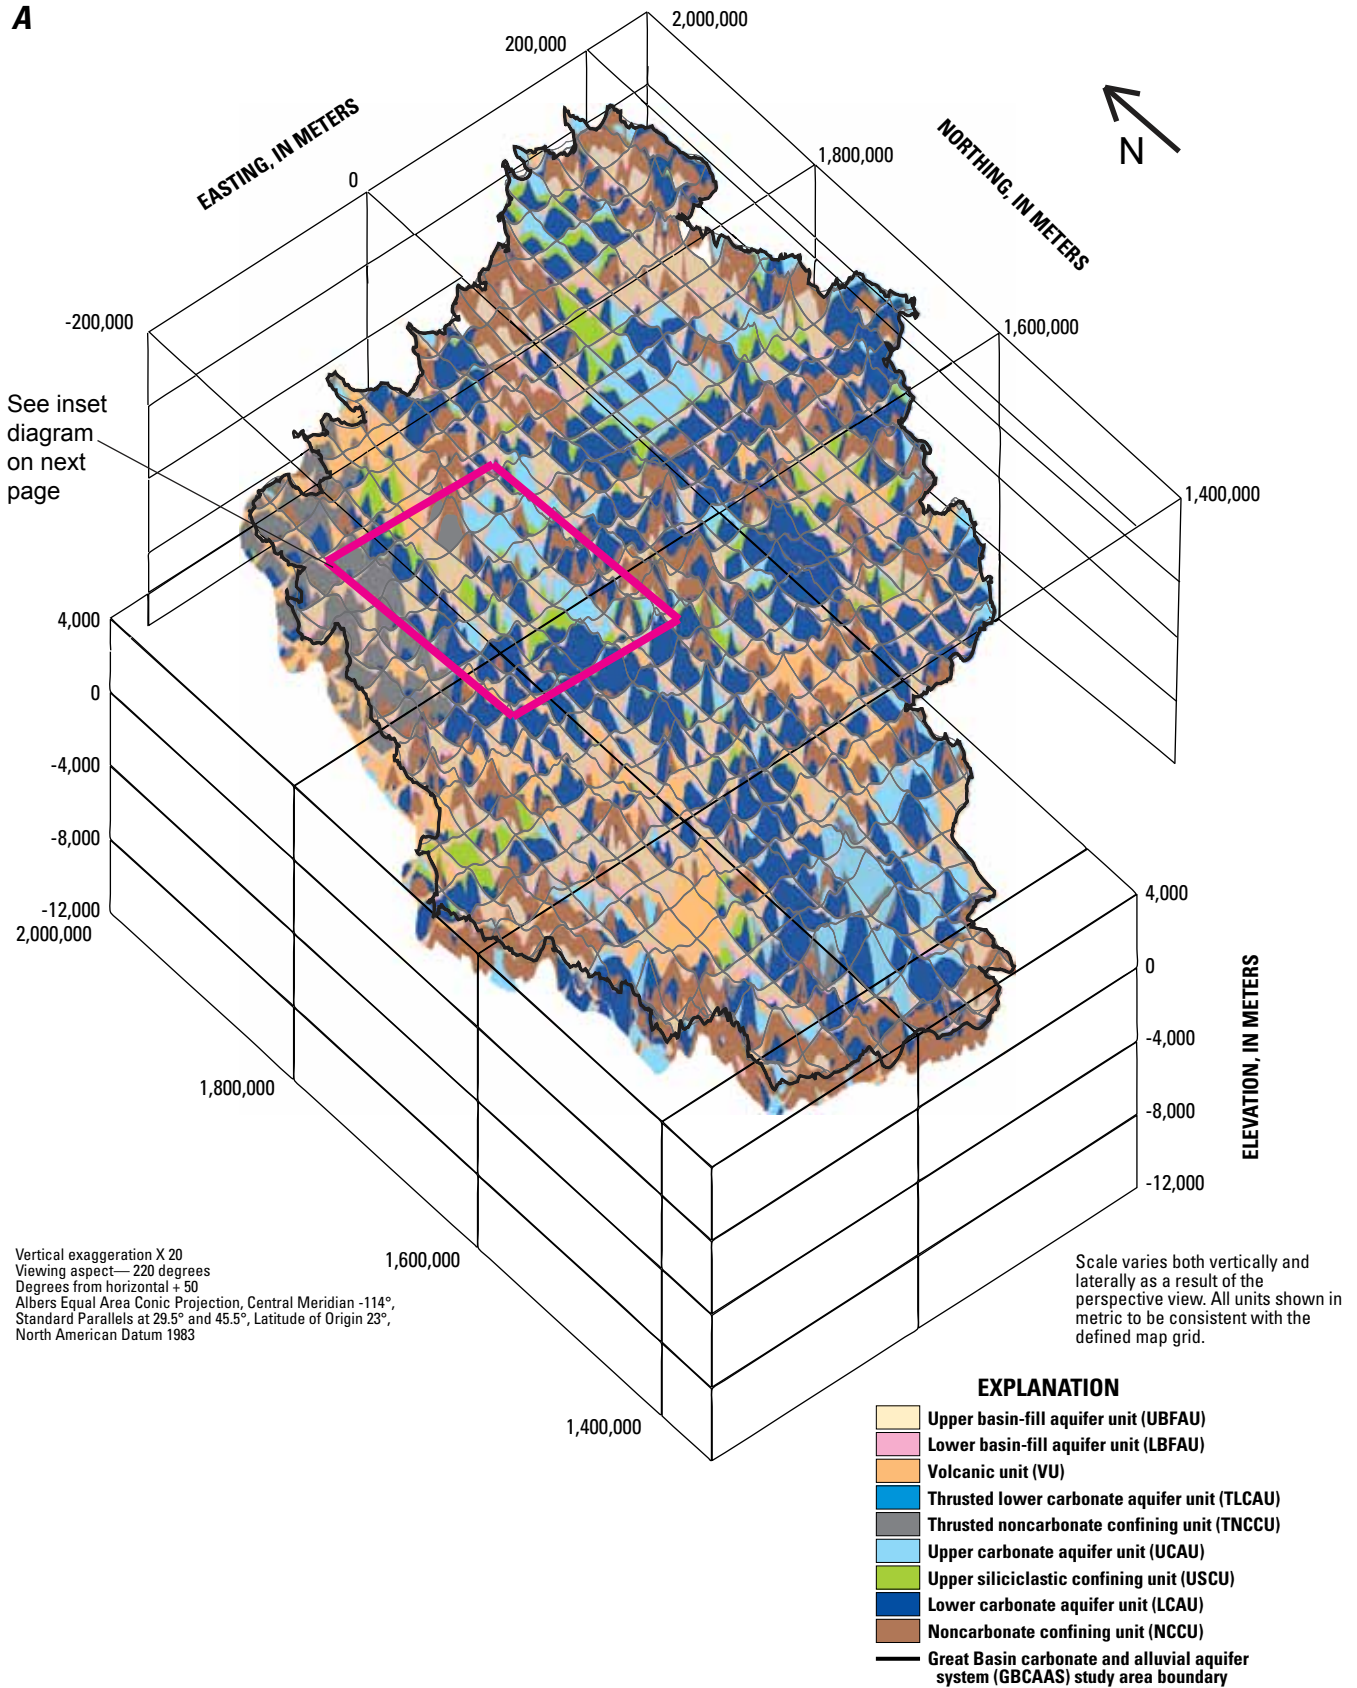 A
2,000,000
200,000
EASTING, IN METERS
0
N
NORTHING, IN METERS
1,800,000
-200,000
1,600,000
See inset
diagram
on next
page
1,400,000
4,000
0
-4,000
-8,000
-12,000
2,000,000
4,000
0
-4,000
-8,000
-12,000
ELEVATION, IN METERS
1,800,000
1,600,000
1,400,000
Vertical exaggeration X 20
Viewing aspect— 220 degrees
Degrees from horizontal + 50
Albers Equal Area Conic Projection, Central Meridian -114°,
Standard Parallels at 29.5° and 45.5°, Latitude of Origin 23°,
North American Datum 1983
Scale varies both vertically and
laterally as a result of the
perspective view. All units shown in
metric to be consistent with the
defined map grid.
EXPLANATION
Upper basin-fill aquifer unit (UBFAU)
Lower basin-fill aquifer unit (LBFAU)
Volcanic unit (VU)
Thrusted lower carbonate aquifer unit (TLCAU)
Thrusted noncarbonate confining unit (TNCCU)
Upper carbonate aquifer unit (UCAU)
Upper siliciclastic confining unit (USCU)
Lower carbonate aquifer unit (LCAU)
Noncarbonate confining unit (NCCU)
Great Basin carbonate and alluvial aquifer
system (GBCAAS) study area boundary